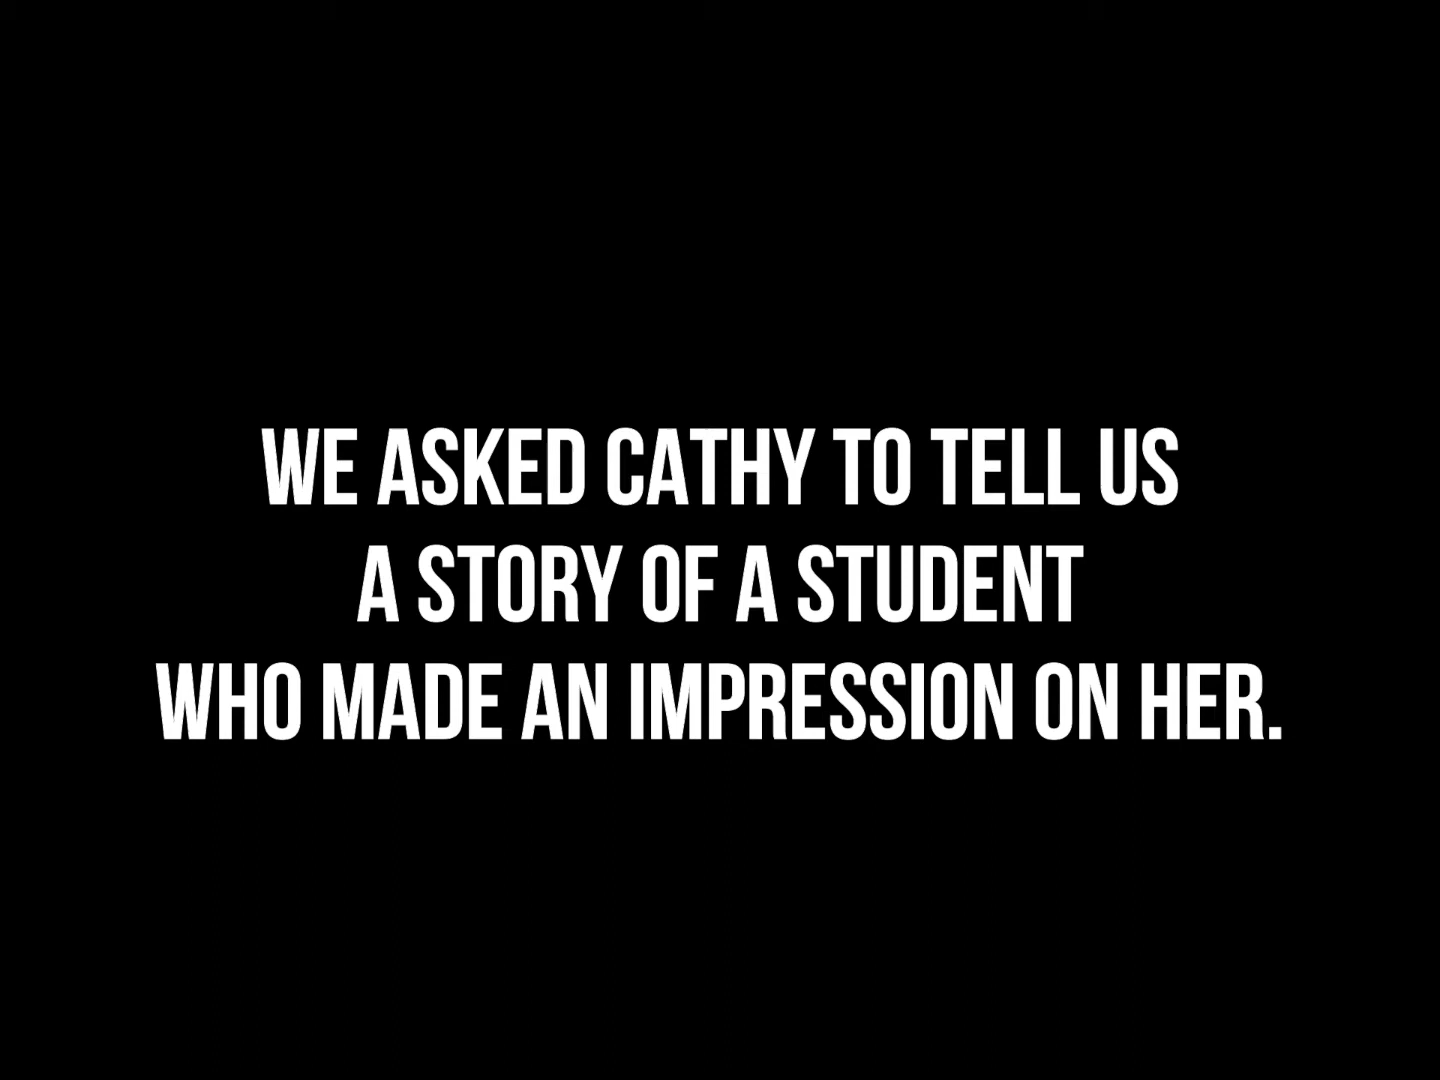 WE ASKED CATHY TO TELL US
A STORY OF A STUDENT
WHO MADE AN IMPRESSION ON HER.